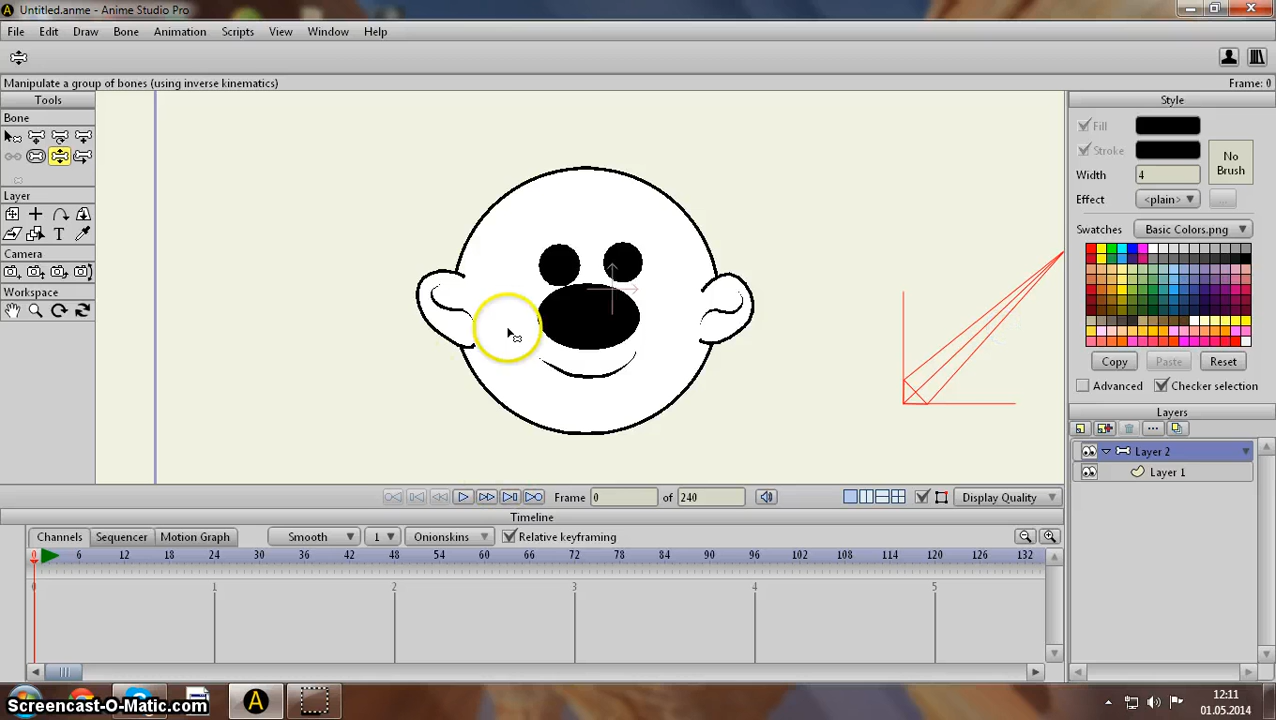 Untitled.anme - Anime Studio Pro
File Edit Draw Bone Animation Scripts View Window Help
Manipulate a group of bones (using inverse kinematics) Frame: 0
Tools
Bone
Layer
T
Camera
Workspace
Style
Fill
Stroke
No Brush
Width 4
Effect <plain> ...
Swatches Basic Colors.png
Copy Paste Reset
Advanced Checker selection
Layers
Layer 2
Layer 1
Frame 0 of 240 Display Quality
Timeline
Channels Sequencer Motion Graph Smooth 1 Onionskins Relative keyframing
0 6 12 18 24 30 36 42 48 54 60 66 72 78 84 90 96 102 108 114 120 126 132
0 1 2 3 4 5
Screencast-O-Matic.com
12:11
01.05.2014